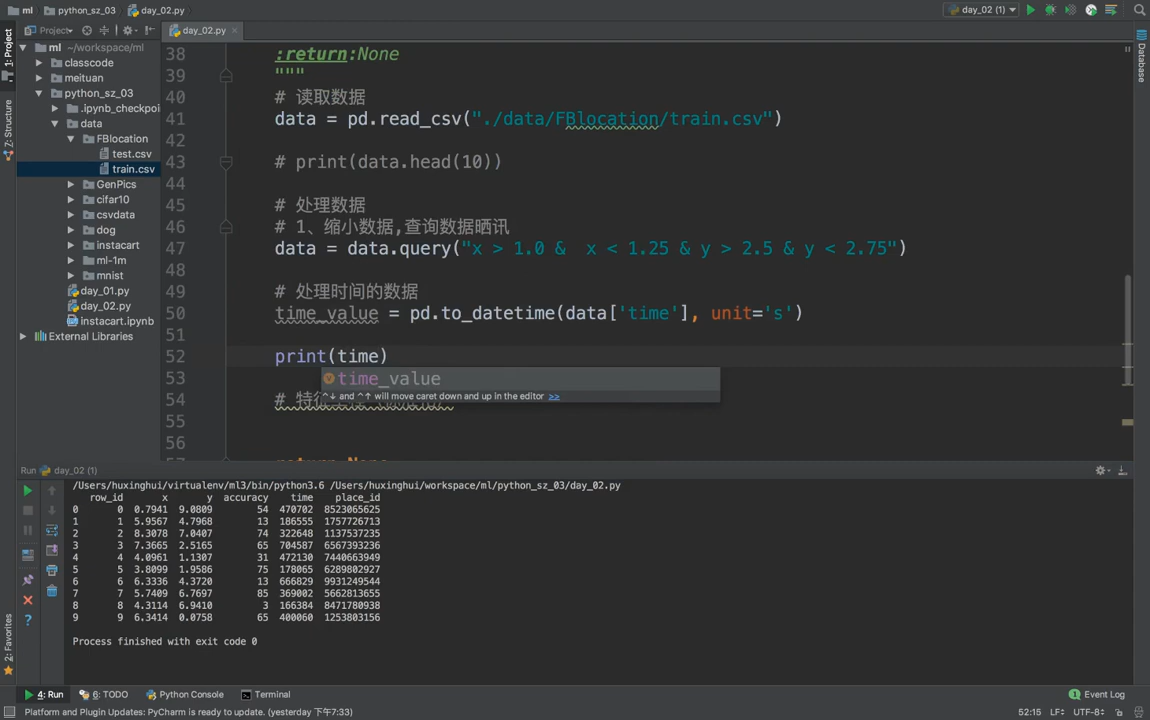 ml
python_sz_03
day_02.py
day_02 (1)
Project
day_02.py
1: Project
Z: Structure
2: Favorites
Database
ml ~/workspace/ml
classcode
meituan
python_sz_03
.ipynb_checkpoi
data
FBlocation
test.csv
train.csv
GenPics
cifar10
csvdata
dog
instacart
ml-1m
mnist
day_01.py
day_02.py
instacart.ipynb
External Libraries
38 :return:None
39 """
40 # 读取数据
41 data = pd.read_csv("./data/FBlocation/train.csv")
42
43 # print(data.head(10))
44
45 # 处理数据
46 # 1、缩小数据,查询数据晒讯
47 data = data.query("x > 1.0 &  x < 1.25 & y > 2.5 & y < 2.75")
48
49 # 处理时间的数据
50 time_value = pd.to_datetime(data['time'], unit='s')
51
52 print(time)
53
time_value
^↓ and ^↑ will move caret down and up in the editor >>
54
55
56
Run day_02 (1)
/Users/huxinghui/virtualenv/ml3/bin/python3.6 /Users/huxinghui/workspace/ml/python_sz_03/day_02.py
row_id x y accuracy time place_id
0 0 0.7941 9.0809 54 470702 8523065625
1 1 5.9567 4.7968 13 186555 1757726713
2 2 8.3078 7.0407 74 322648 1137537235
3 3 7.3665 2.5165 65 704587 6567393236
4 4 4.0961 1.1307 31 472130 7440663949
5 5 3.8099 1.9586 75 178065 6289802927
6 6 6.3336 4.3720 13 666829 9931249544
7 7 5.7409 6.7697 85 369002 5662813655
8 8 4.3114 6.9410 3 166384 8471780938
9 9 6.3414 0.0758 65 400060 1253803156
Process finished with exit code 0
4: Run
6: TODO
Python Console
Terminal
1 Event Log
Platform and Plugin Updates: PyCharm is ready to update. (yesterday 下午7:33)
52:15 LF÷ UTF-8÷